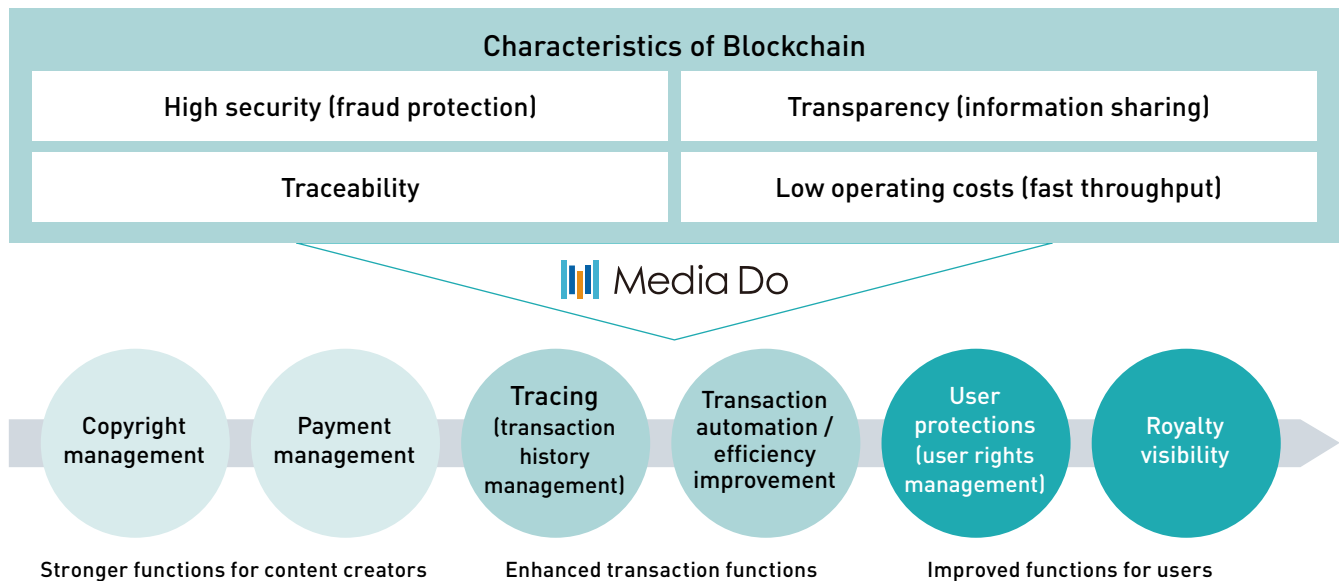 Characteristics of Blockchain
High security (fraud protection)
Transparency (information sharing)
Traceability
Low operating costs (fast throughput)
Media Do
Copyright
management
Payment
management
Tracing
(transaction
history
management)
Transaction
automation /
efficiency
improvement
User
protections
(user rights
management)
Royalty
visibility
Stronger functions for content creators
Enhanced transaction functions
Improved functions for users